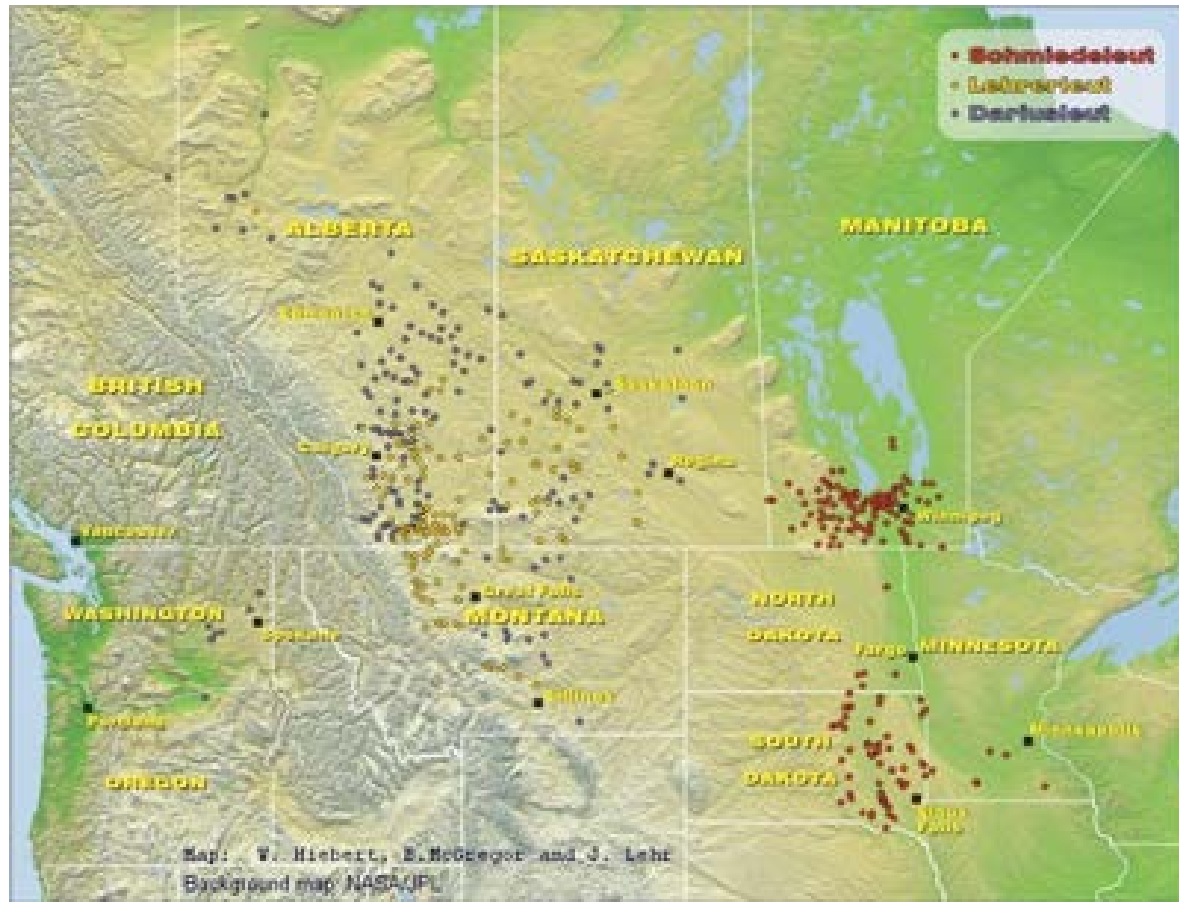 Schmiedeleut
Lehrerleut
Dariusleut
ALBERTA
SASKATCHEWAN
MANITOBA
Edmonton
BRITISH
COLUMBIA
Saskatoon
Calgary
Regina
Vancouver
Winnipeg
WASHINGTON
Spokane
Great Falls
MONTANA
NORTH
DAKOTA
Fargo
MINNESOTA
Portland
Billings
Minneapolis
SOUTH
DAKOTA
OREGON
Sioux
Falls
Map: W. Hiebert, B.McGregor and J. Lehr
Background map: NASA/JPL